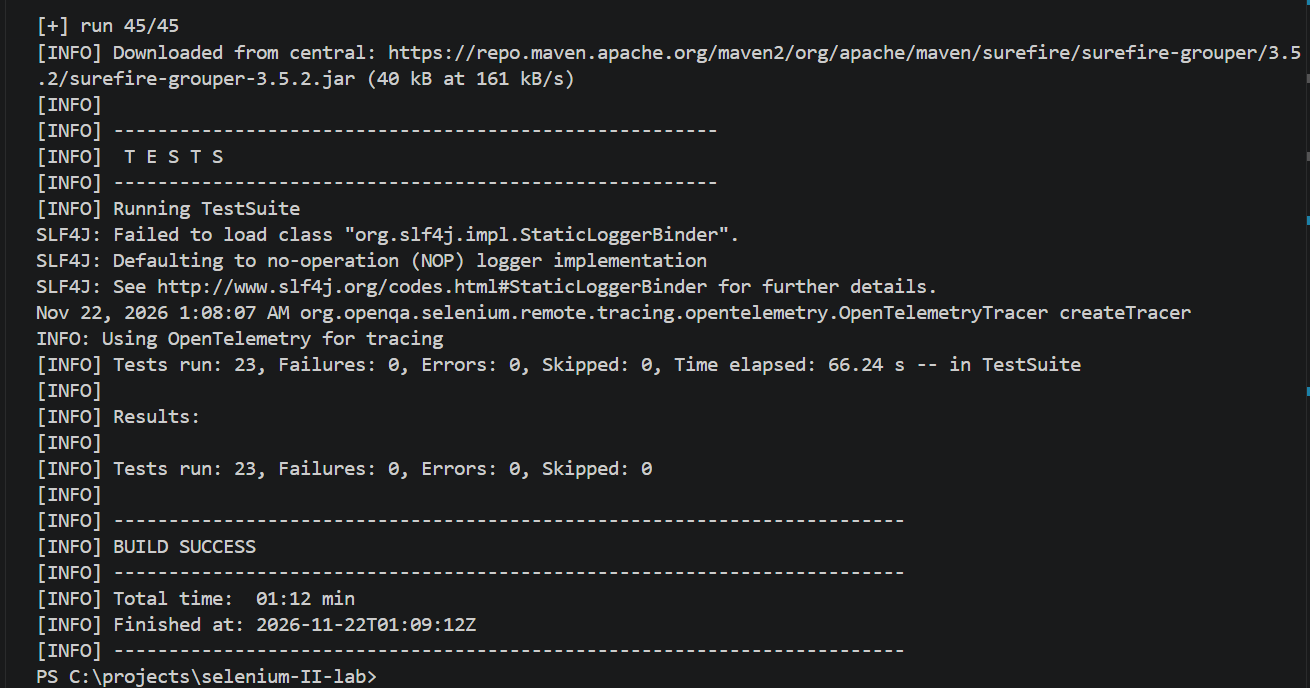 [+] run 45/45
[INFO] Downloaded from central: https://repo.maven.apache.org/maven2/org/apache/maven/surefire/surefire-grouper/3.5
.2/surefire-grouper-3.5.2.jar (40 kB at 161 kB/s)
[INFO]
[INFO] -------------------------------------------------------
[INFO]  T E S T S
[INFO] -------------------------------------------------------
[INFO] Running TestSuite
SLF4J: Failed to load class "org.slf4j.impl.StaticLoggerBinder".
SLF4J: Defaulting to no-operation (NOP) logger implementation
SLF4J: See http://www.slf4j.org/codes.html#StaticLoggerBinder for further details.
Nov 22, 2026 1:08:07 AM org.openqa.selenium.remote.tracing.opentelemetry.OpenTelemetryTracer createTracer
INFO: Using OpenTelemetry for tracing
[INFO] Tests run: 23, Failures: 0, Errors: 0, Skipped: 0, Time elapsed: 66.24 s -- in TestSuite
[INFO]
[INFO] Results:
[INFO]
[INFO] Tests run: 23, Failures: 0, Errors: 0, Skipped: 0
[INFO]
[INFO] ------------------------------------------------------------------------
[INFO] BUILD SUCCESS
[INFO] ------------------------------------------------------------------------
[INFO] Total time:  01:12 min
[INFO] Finished at: 2026-11-22T01:09:12Z
[INFO] ------------------------------------------------------------------------
PS C:\projects\selenium-II-lab>